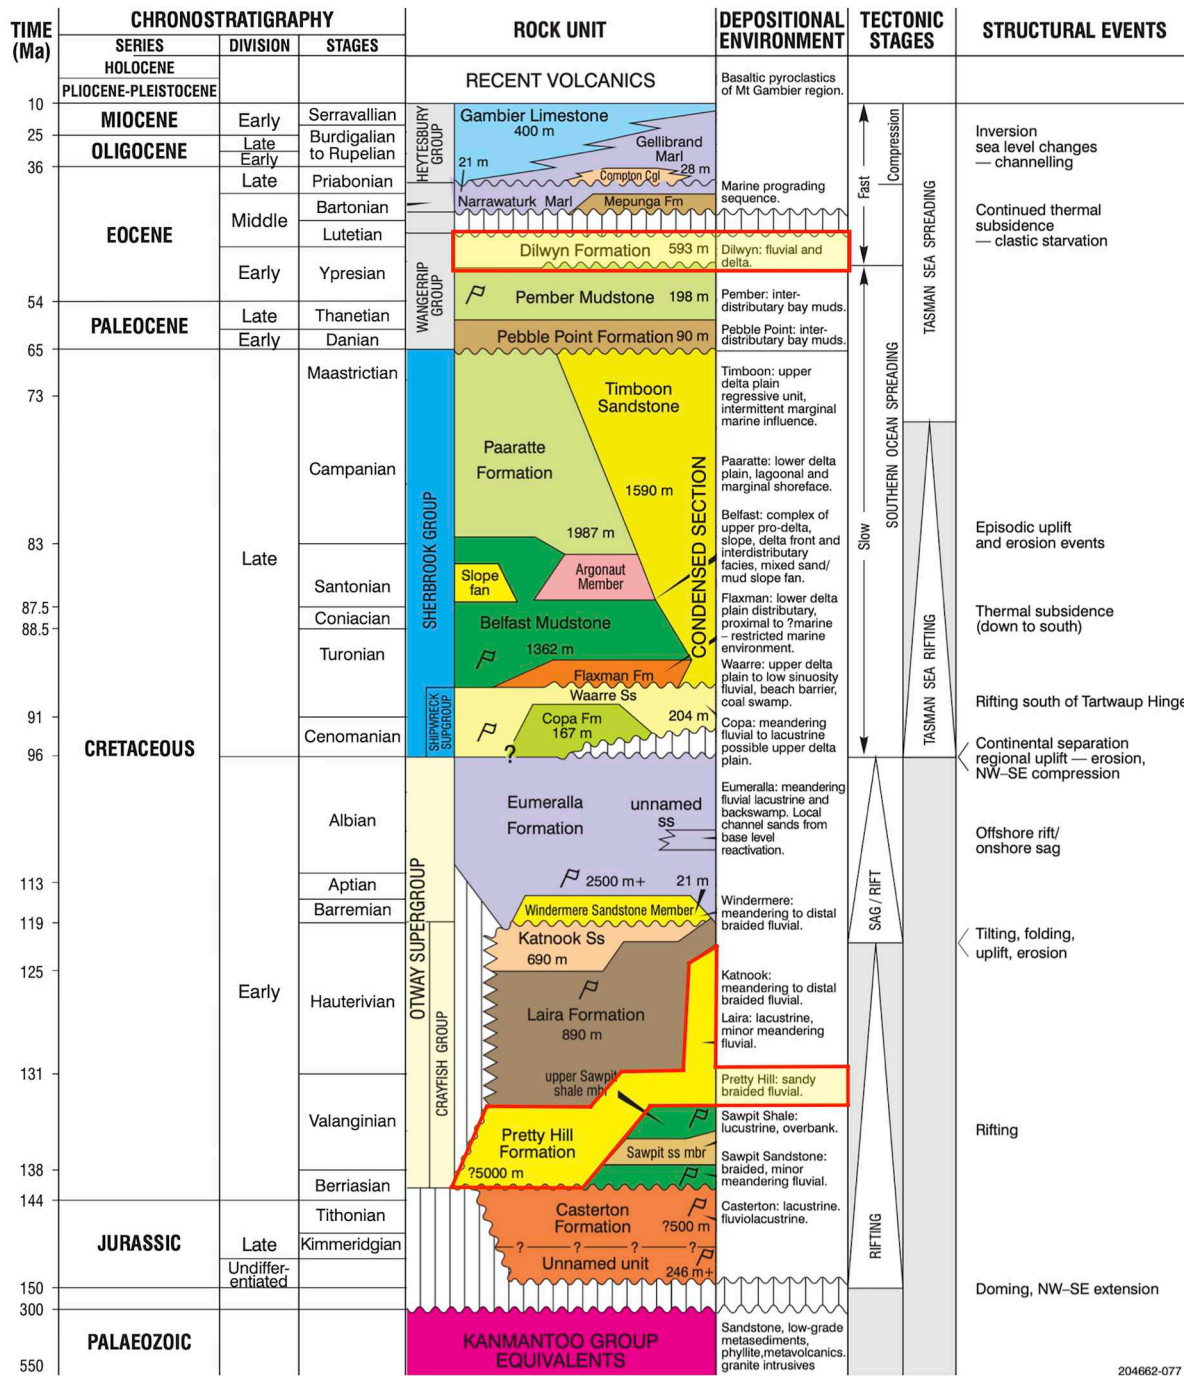 TIME
(Ma)
CHRONOSTRATIGRAPHY
SERIES
DIVISION
STAGES
ROCK UNIT
DEPOSITIONAL
ENVIRONMENT
TECTONIC
STAGES
STRUCTURAL EVENTS
HOLOCENE
PLIOCENE-PLEISTOCENE
RECENT VOLCANICS
Basaltic pyroclastics
of Mt Gambier region.
10
MIOCENE
Early
Serravallian
25
OLIGOCENE
Late
Early
Burdigalian
to Rupelian
36
EOCENE
Late
Priabonian
Middle
Bartonian
Lutetian
Early
Ypresian
54
PALEOCENE
Late
Thanetian
Early
Danian
65
Maastrictian
73
Campanian
83
Late
Santonian
87.5
Coniacian
88.5
Turonian
91
Cenomanian
CRETACEOUS
96
Albian
113
Aptian
Barremian
119
125
Early
Hauterivian
131
Valanginian
138
Berriasian
144
Tithonian
JURASSIC
Late
Kimmeridgian
Undiffer-
entiated
150
300
PALAEOZOIC
550
HEYTESBURY
GROUP
WANGERRIP
GROUP
SHERBROOK GROUP
SHIPWRECK
SUPGROUP
OTWAY SUPERGROUP
CRAYFISH GROUP
Gambier Limestone
400 m
Gellibrand
Marl
21 m
28 m
Compton Cgl
Narrawaturk Marl
Mepunga Fm
Dilwyn Formation 593 m
Pember Mudstone 198 m
Pebble Point Formation 90 m
Timboon
Sandstone
Paaratte
Formation
1590 m
CONDENSED SECTION
1987 m
Slope
fan
Argonaut
Member
Belfast Mudstone
1362 m
Flaxman Fm
Waarre Ss
Copa Fm
167 m
204 m
?
Eumeralla
Formation
unnamed
ss
2500 m+
21 m
Windermere Sandstone Member
Katnook Ss
690 m
Laira Formation
890 m
upper Sawpit
shale mbr
Pretty Hill
Formation
?5000 m
Sawpit ss mbr
Casterton
Formation
?500 m
? ? ? ?
Unnamed unit
246 m+
KANMANTOO GROUP
EQUIVALENTS
Marine prograding
sequence.
Dilwyn: fluvial and
delta.
Pember: inter-
distributary bay muds.
Pebble Point: inter-
distributary bay muds.
Timboon: upper
delta plain
regressive unit,
intermittent marginal
marine influence.
Paaratte: lower delta
plain, lagoonal and
marginal shoreface.
Belfast: complex of
upper pro-delta,
slope, delta front and
interdistributary
facies, mixed sand/
mud slope fan.
Flaxman: lower delta
plain distributary,
proximal to ?marine
– restricted marine
environment.
Waarre: upper delta
plain to low sinuosity
fluvial, beach barrier,
coal swamp.
Copa: meandering
fluvial to lacustrine
possible upper delta
plain.
Eumeralla: meandering
fluvial lacustrine and
backswamp. Local
channel sands from
base level
reactivation.
Windermere:
meandering to distal
braided fluvial.
Katnook:
meandering to distal
braided fluvial.
Laira: lacustrine,
minor meandering
fluvial.
Pretty Hill: sandy
braided fluvial.
Sawpit Shale:
lucustrine, overbank.
Sawpit Sandstone:
braided, minor
meandering fluvial.
Casterton: lacustrine.
fluviolacustrine.
Sandstone, low-grade
metasediments,
phyllite,metavolcanics.
granite intrusives
Fast
Compression
Slow
SOUTHERN OCEAN SPREADING
TASMAN SEA SPREADING
TASMAN SEA RIFTING
SAG / RIFT
RIFTING
Inversion
sea level changes
— channelling
Continued thermal
subsidence
— clastic starvation
Episodic uplift
and erosion events
Thermal subsidence
(down to south)
Rifting south of Tartwaup Hinge
Continental separation
regional uplift — erosion,
NW–SE compression
Offshore rift/
onshore sag
Tilting, folding,
uplift, erosion
Rifting
Doming, NW–SE extension
204662-077